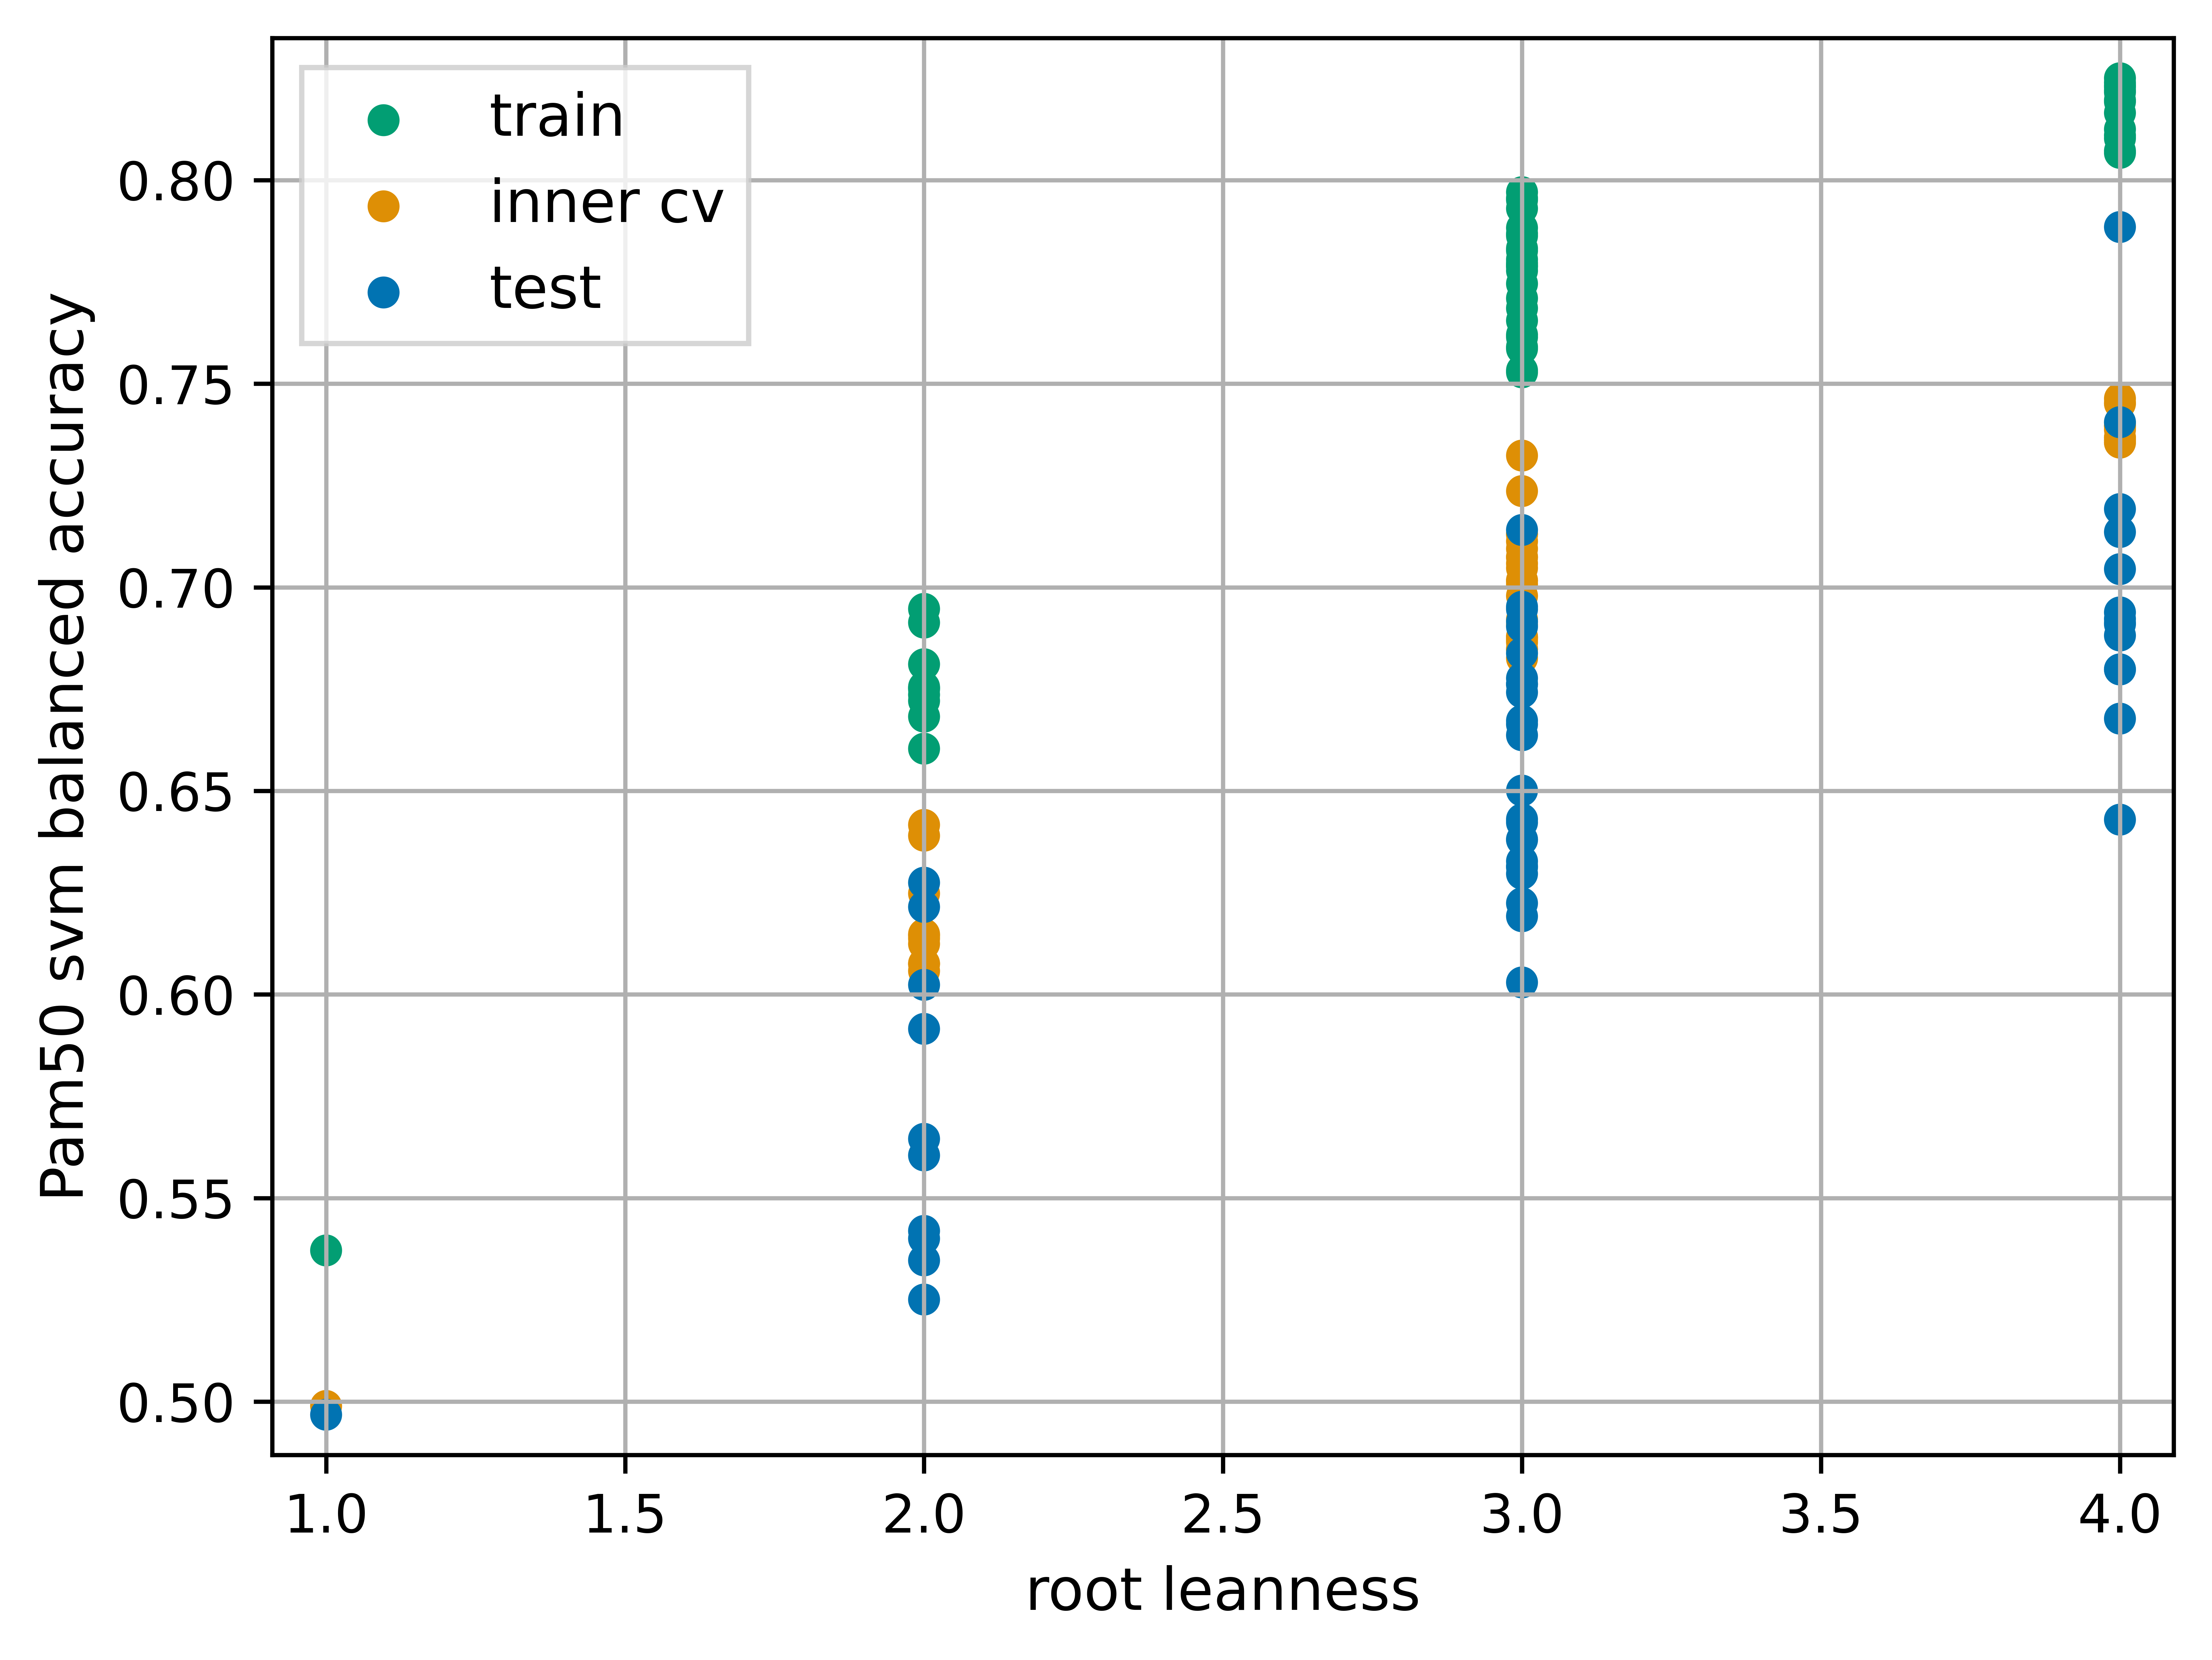 train
inner cv
test
0.80
0.75
0.70
0.65
0.60
0.55
0.50
Pam50 svm balanced accuracy
1.0 1.5 2.0 2.5 3.0 3.5 4.0
root leanness